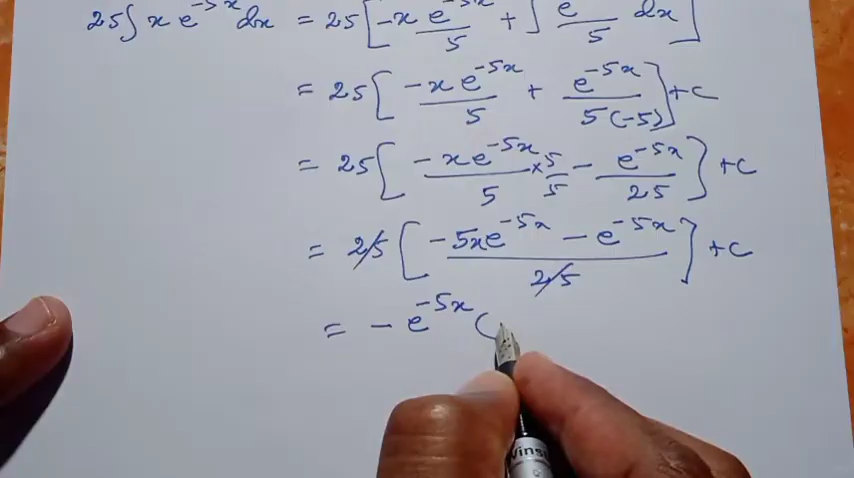 25∫ x e^{-5x} dx = 25[ -x e^{-5x}/5 + ∫ e/5 dx ]
= 25[ -x e^{-5x}/5 + e^{-5x}/5(-5) ] + c
= 25[ -x e^{-5x}/5 × 5/5 - e^{-5x}/25 ] + c
= 25[ (-5x e^{-5x} - e^{-5x})/25 ] + c
= - e^{-5x} (
Wins